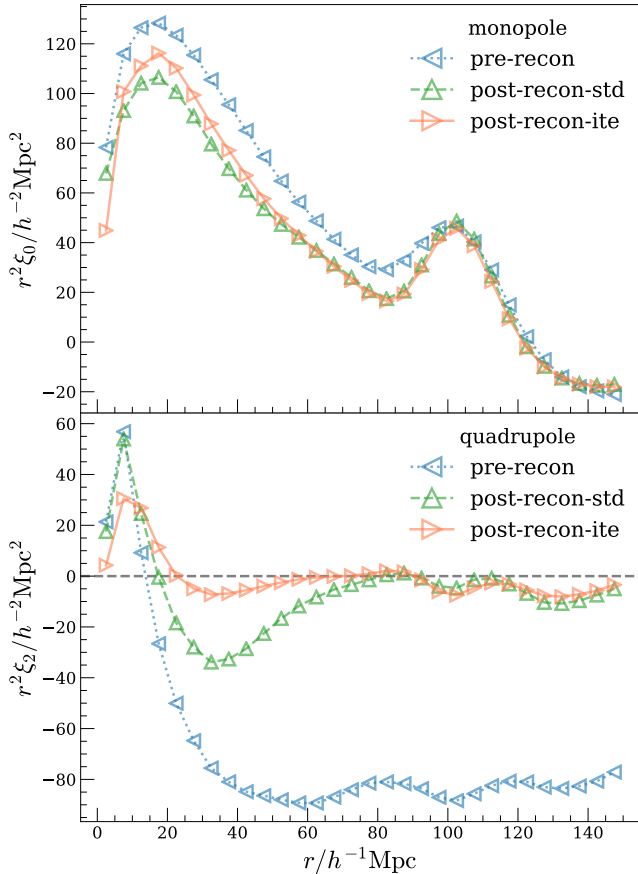 monopole
pre-recon
post-recon-std
post-recon-ite
r²ξ₀/h⁻²Mpc²
120
100
80
60
40
20
0
−20
quadrupole
pre-recon
post-recon-std
post-recon-ite
r²ξ₂/h⁻²Mpc²
60
40
20
0
−20
−40
−60
−80
0 20 40 60 80 100 120 140
r/h⁻¹Mpc